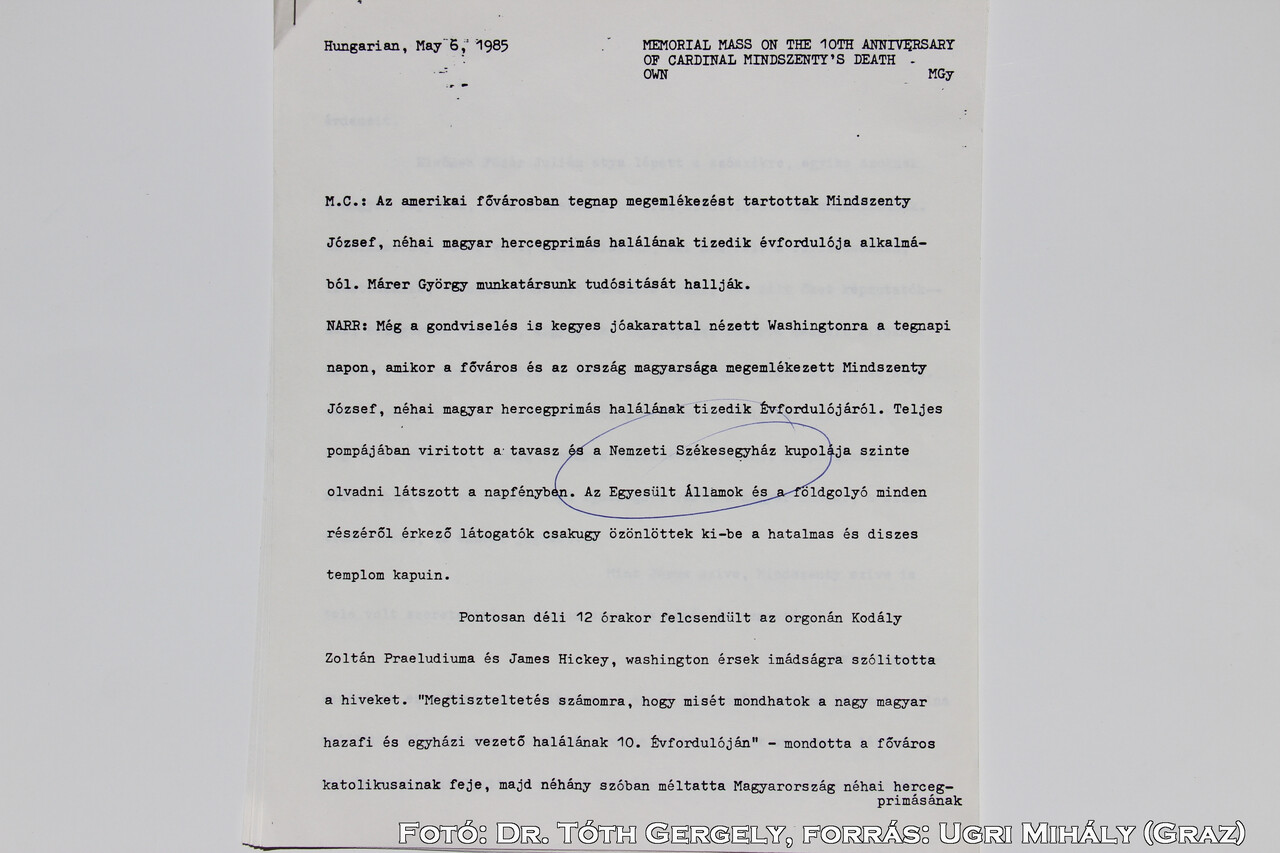 Hungarian, May 6, 1985
MEMORIAL MASS ON THE 10TH ANNIVERSARY
OF CARDINAL MINDSZENTY'S DEATH -
OWN MGy
M.C.: Az amerikai fővárosban tegnap megemlékezést tartottak Mindszenty
József, néhai magyar hercegprimás halálának tizedik évfordulója alkalmá-
ból. Márer György munkatársunk tudósitását hallják.
NARR: Még a gondviselés is kegyes jóakarattal nézett Washingtonra a tegnapi
napon, amikor a főváros és az ország magyarsága megemlékezett Mindszenty
József, néhai magyar hercegprimás halálának tizedik Évfordulójáról. Teljes
pompájában viritott a tavasz és a Nemzeti Székesegyház kupolája szinte
olvadni látszott a napfényben. Az Egyesült Államok és a földgolyó minden
részéről érkező látogatók csakugy özönlöttek ki-be a hatalmas és diszes
templom kapuin.
Pontosan déli 12 órakor felcsendült az orgonán Kodály
Zoltán Praeludiuma és James Hickey, washington érsek imádságra szólitotta
a hiveket. "Megtiszteltetés számomra, hogy misét mondhatok a nagy magyar
hazafi és egyházi vezető halálának 10. Évfordulóján" - mondotta a főváros
katolikusainak feje, majd néhány szóban méltatta Magyarország néhai herceg-
primásának
Fotó: Dr. Tóth Gergely, forrás: Ugri Mihály (Graz)